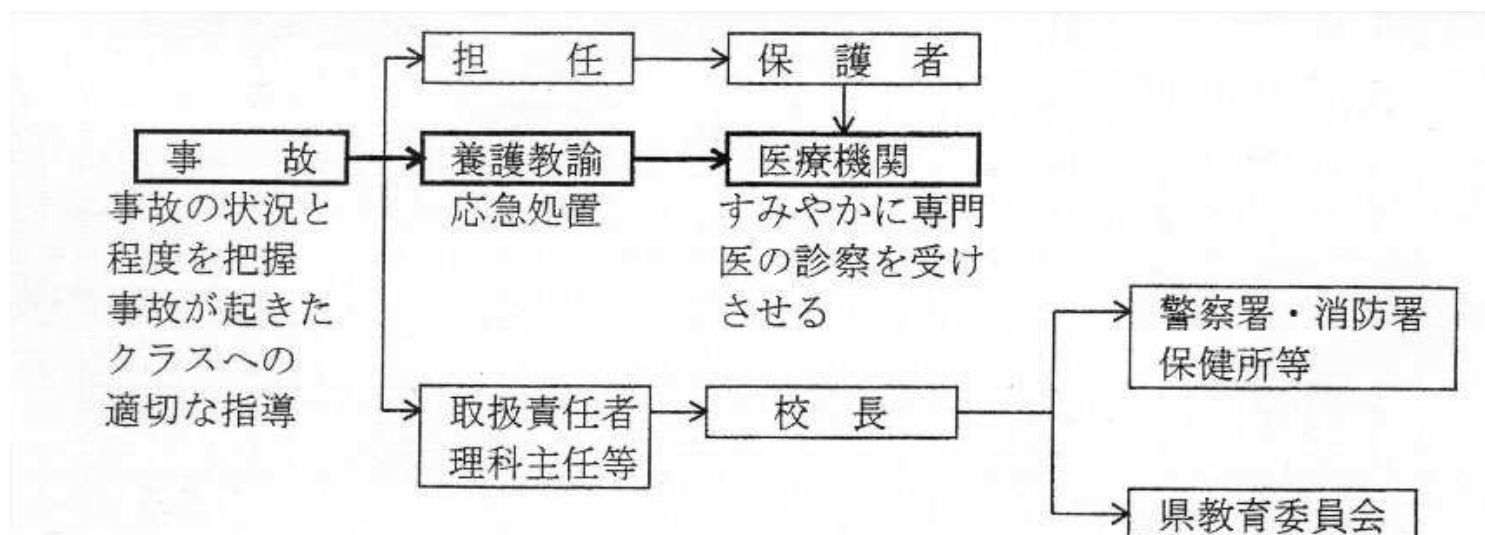 担任
保護者
事故
養護教諭
医療機関
事故の状況と
程度を把握
事故が起きた
クラスへの
適切な指導
応急処置
すみやかに専門
医の診察を受け
させる
警察署・消防署
保健所等
取扱責任者
理科主任等
校長
県教育委員会